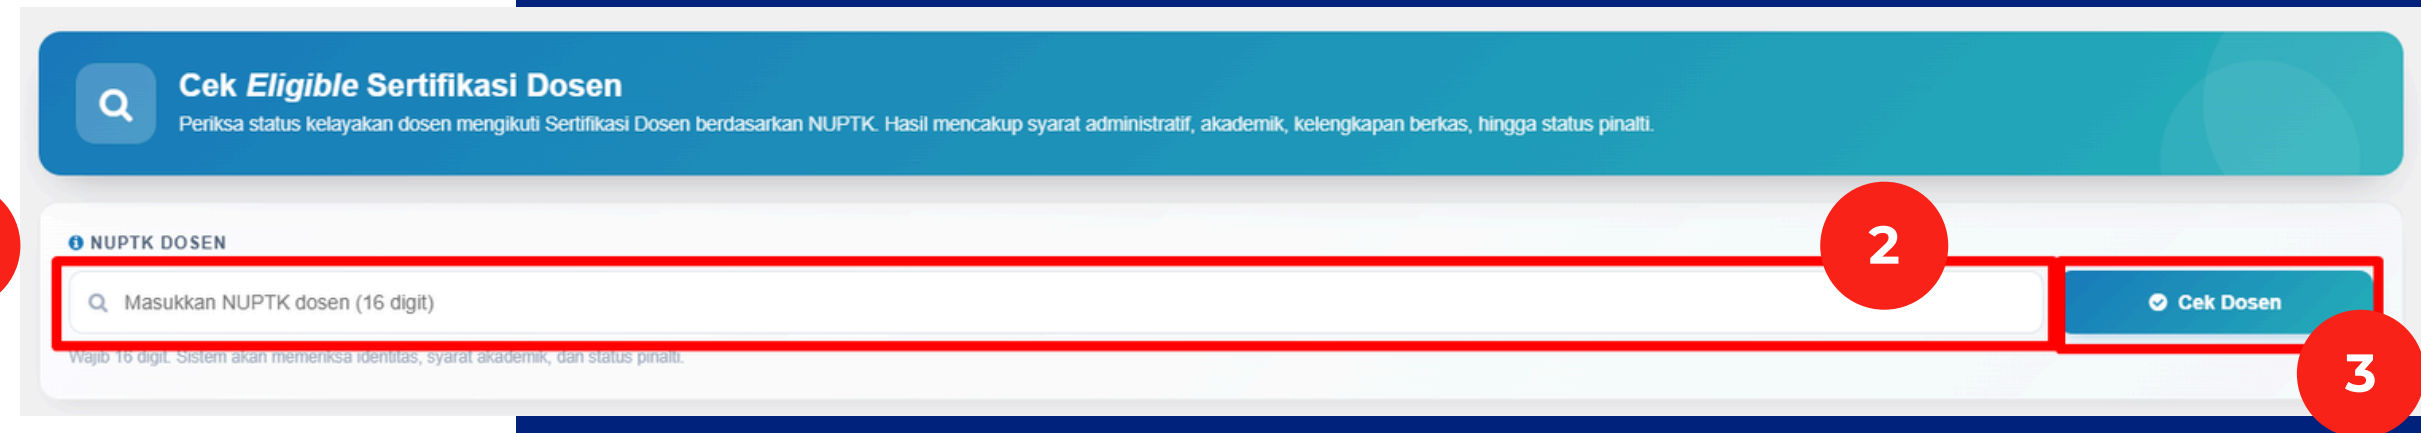 Cek Eligible Sertifikasi Dosen
Periksa status kelayakan dosen mengikuti Sertifikasi Dosen berdasarkan NUPTK. Hasil mencakup syarat administratif, akademik, kelengkapan berkas, hingga status pinalti.
2
NUPTK DOSEN
Masukkan NUPTK dosen (16 digit)
Cek Dosen
Wajib 16 digit. Sistem akan memeriksa identitas, syarat akademik, dan status pinalti.
3